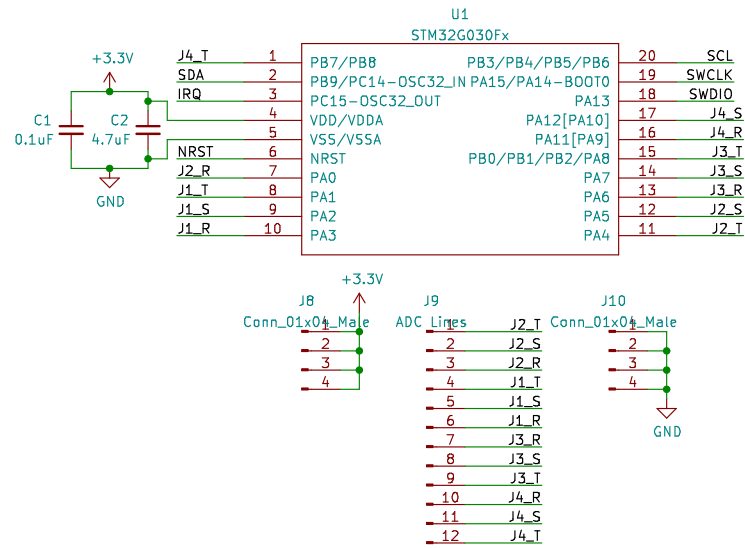 U1
STM32G030Fx
+3.3V
C1
0.1uF
C2
4.7uF
GND
J4_T 1 PB7/PB8 PB3/PB4/PB5/PB6 20 SCL
SDA 2 PB9/PC14-OSC32_IN PA15/PA14-BOOT0 19 SWCLK
IRQ 3 PC15-OSC32_OUT PA13 18 SWDIO
4 VDD/VDDA PA12[PA10] 17 J4_S
5 VSS/VSSA PA11[PA9] 16 J4_R
NRST 6 NRST PB0/PB1/PB2/PA8 15 J3_T
J2_R 7 PA0 PA7 14 J3_S
J1_T 8 PA1 PA6 13 J3_R
J1_S 9 PA2 PA5 12 J2_S
J1_R 10 PA3 PA4 11 J2_T
+3.3V
J8
Conn_01x04_Male
1
2
3
4
J9
ADC Lines
1 J2_T
2 J2_S
3 J2_R
4 J1_T
5 J1_S
6 J1_R
7 J3_R
8 J3_S
9 J3_T
10 J4_R
11 J4_S
12 J4_T
J10
Conn_01x04_Male
1
2
3
4
GND